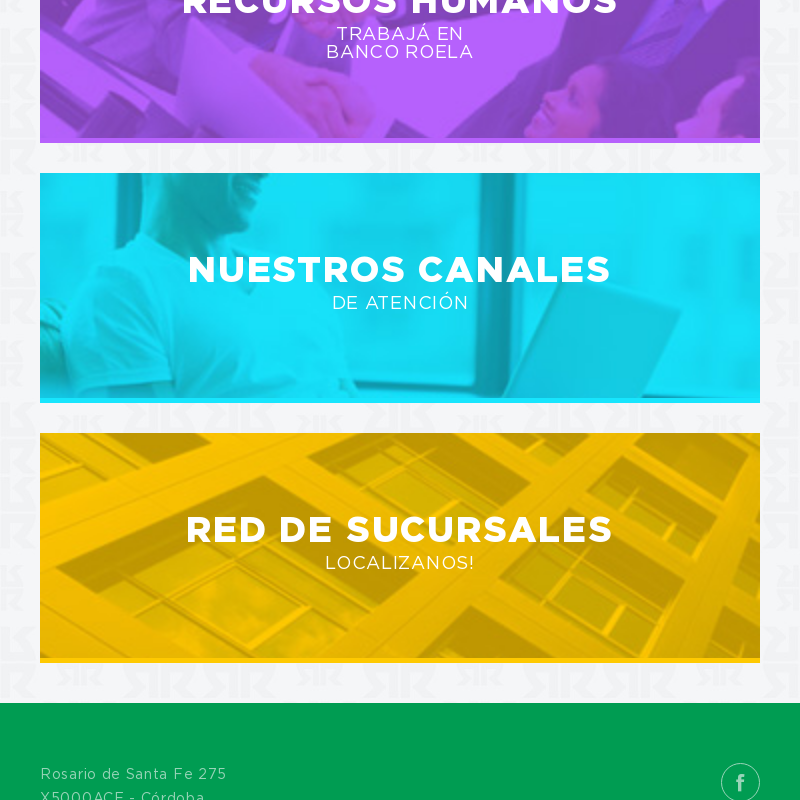 RECURSOS HUMANOS
TRABAJÁ EN
BANCO ROELA
NUESTROS CANALES
DE ATENCIÓN
RED DE SUCURSALES
LOCALIZANOS!
Rosario de Santa Fe 275
X5000ACE - Córdoba